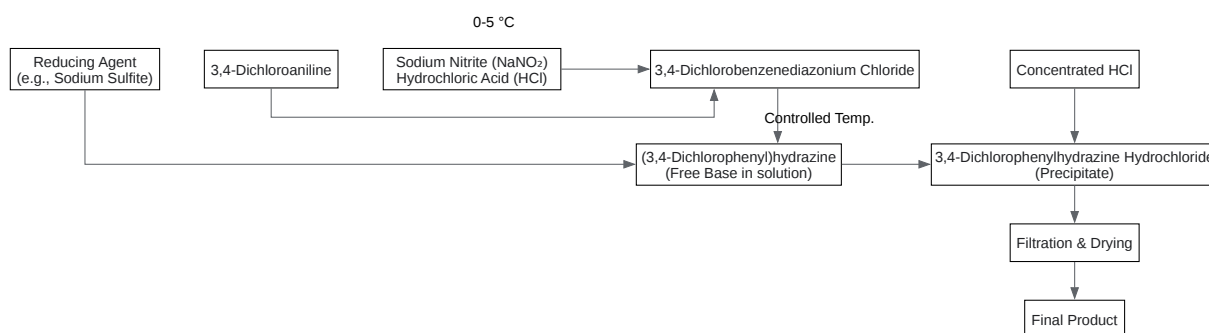 0-5 °C
Reducing Agent
(e.g., Sodium Sulfite)
3,4-Dichloroaniline
Sodium Nitrite (NaNO₂)
Hydrochloric Acid (HCl)
3,4-Dichlorobenzenediazonium Chloride
Concentrated HCl
Controlled Temp.
(3,4-Dichlorophenyl)hydrazine
(Free Base in solution)
3,4-Dichlorophenylhydrazine Hydrochloride
(Precipitate)
Filtration & Drying
Final Product